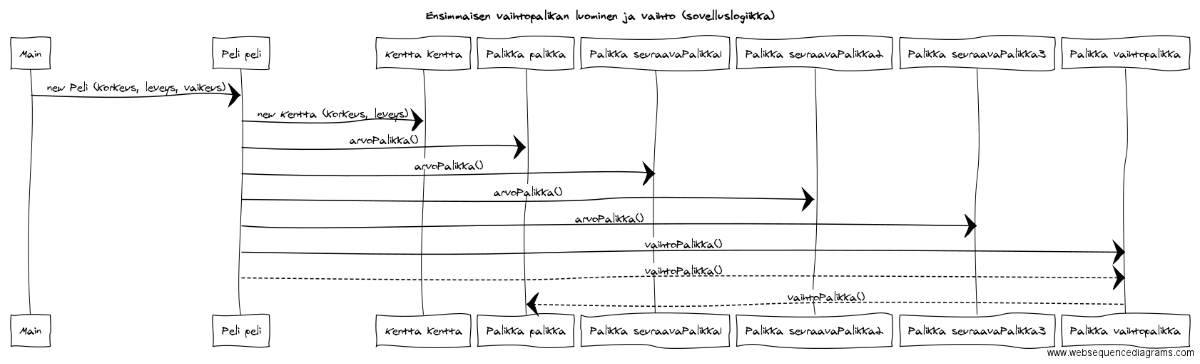 Ensimmaisen vaihtopalikan luominen ja vaihto (sovelluslogiikka)
Main
Peli peli
Kentta kentta
Palikka palikka
Palikka seuraavaPalikka1
Palikka seuraavaPalikka2
Palikka seuraavaPalikka3
Palikka vaihtopalikka
new Peli (korkeus, leveys, vaikeus)
new Kentta (korkeus, leveys)
arvoPalikka()
arvoPalikka()
arvoPalikka()
arvoPalikka()
vaihtoPalikka()
vaihtoPalikka()
vaihtoPalikka()
Main
Peli peli
Kentta kentta
Palikka palikka
Palikka seuraavaPalikka1
Palikka seuraavaPalikka2
Palikka seuraavaPalikka3
Palikka vaihtopalikka
www.websequencediagrams.com